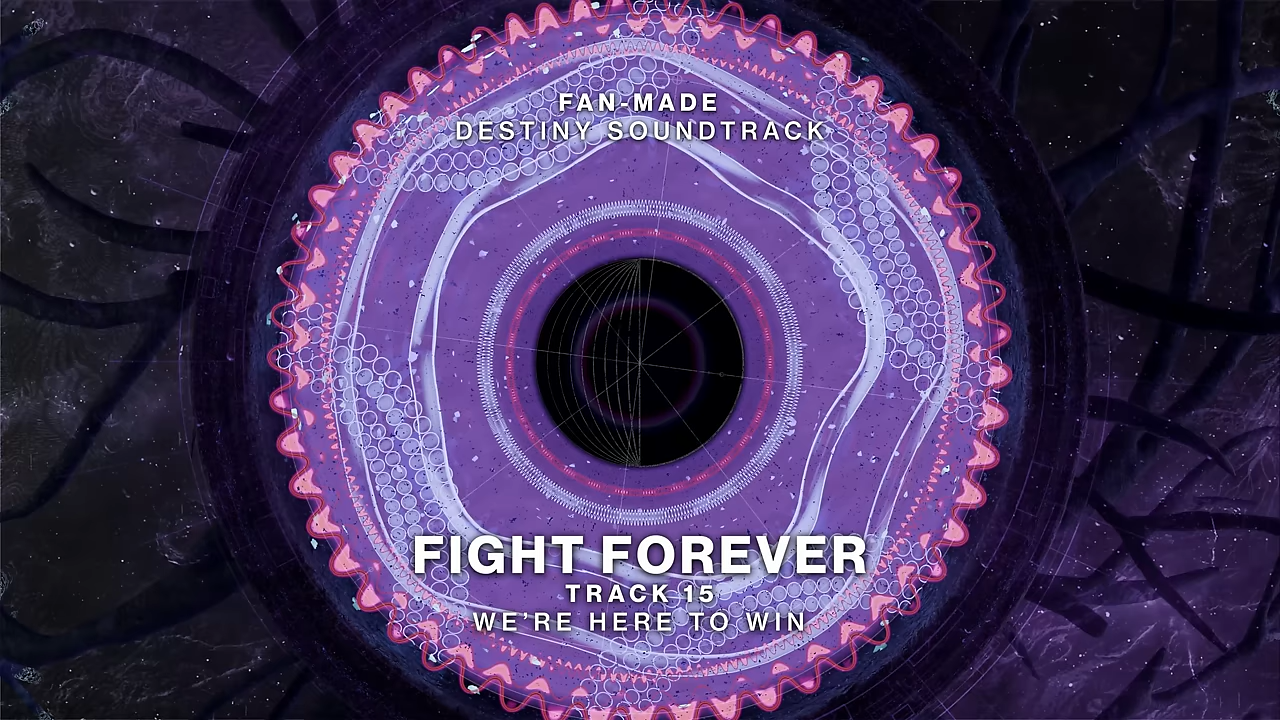 FAN-MADE
DESTINY SOUNDTRACK
FIGHT FOREVER
TRACK 15
WE'RE HERE TO WIN